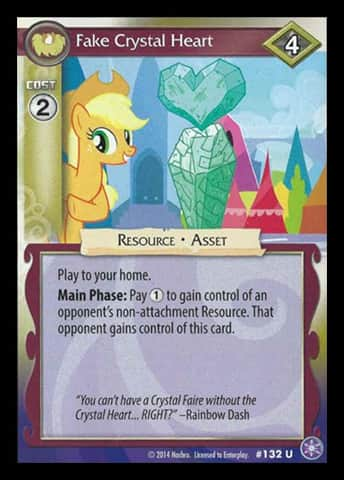 Fake Crystal Heart
4
COST
2
RESOURCE • ASSET
Play to your home.
Main Phase: Pay 1 to gain control of an
opponent's non-attachment Resource. That
opponent gains control of this card.
"You can't have a Crystal Faire without the
Crystal Heart... RIGHT?" –Rainbow Dash
© 2014 Hasbro. Licensed to Enterplay. #132 U